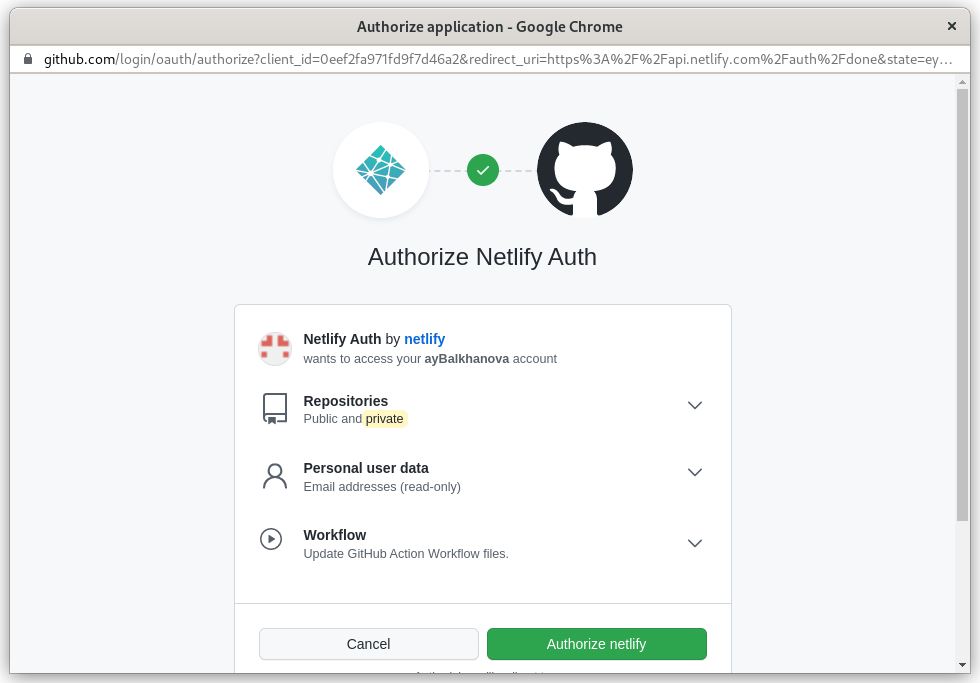 Authorize application - Google Chrome
github.com/login/oauth/authorize?client_id=0eef2fa971fd9f7d46a2&redirect_uri=https%3A%2F%2Fapi.netlify.com%2Fauth%2Fdone&state=ey...
Authorize Netlify Auth
Netlify Auth by netlify
wants to access your ayBalkhanova account
Repositories
Public and private
Personal user data
Email addresses (read-only)
Workflow
Update GitHub Action Workflow files.
Cancel
Authorize netlify